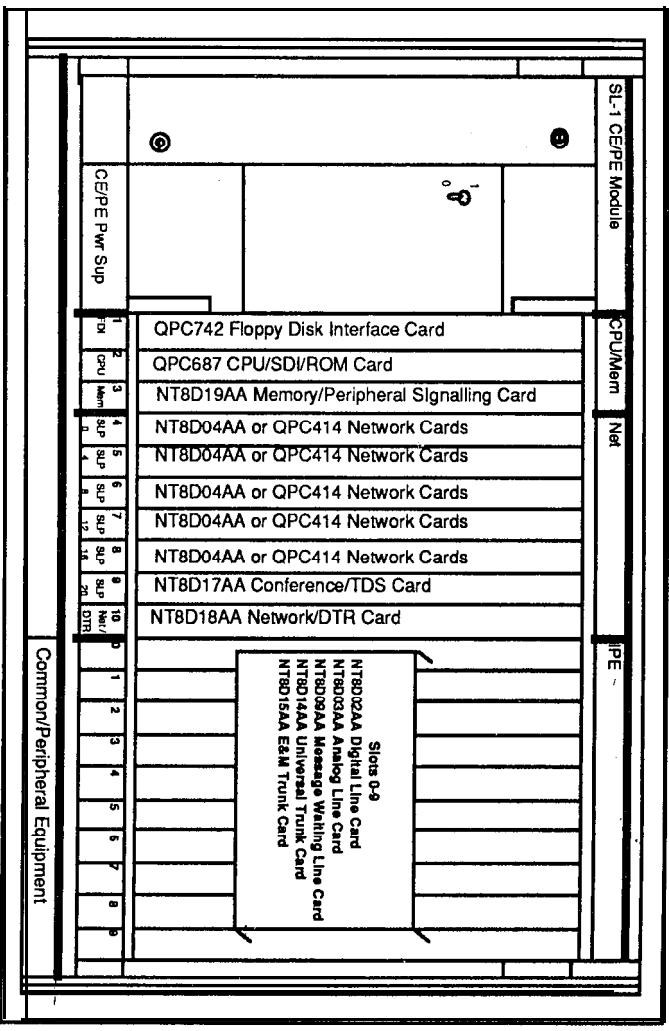 SL-1 CE/PE Module
CPU/Mem
Net
IPE
CE/PE Pwr Sup
1
0
1
FDI
QPC742 Floppy Disk Interface Card
2
CPU
QPC687 CPU/SDI/ROM Card
3
Mem
NT8D19AA Memory/Peripheral Signalling Card
4
SLP
0
NT8D04AA or QPC414 Network Cards
5
SLP
4
NT8D04AA or QPC414 Network Cards
6
SLP
8
NT8D04AA or QPC414 Network Cards
7
SLP
12
NT8D04AA or QPC414 Network Cards
8
SLP
16
NT8D04AA or QPC414 Network Cards
9
SLP
20
NT8D17AA Conference/TDS Card
10
Net/
DTR
NT8D18AA Network/DTR Card
0
1
2
3
4
5
6
7
8
9
Slots 0-9
NT8D02AA Digital Line Card
NT8D03AA Analog Line Card
NT8D09AA Message Waiting Line Card
NT8D14AA Universal Trunk Card
NT8D15AA E&M Trunk Card
Common/Peripheral Equipment